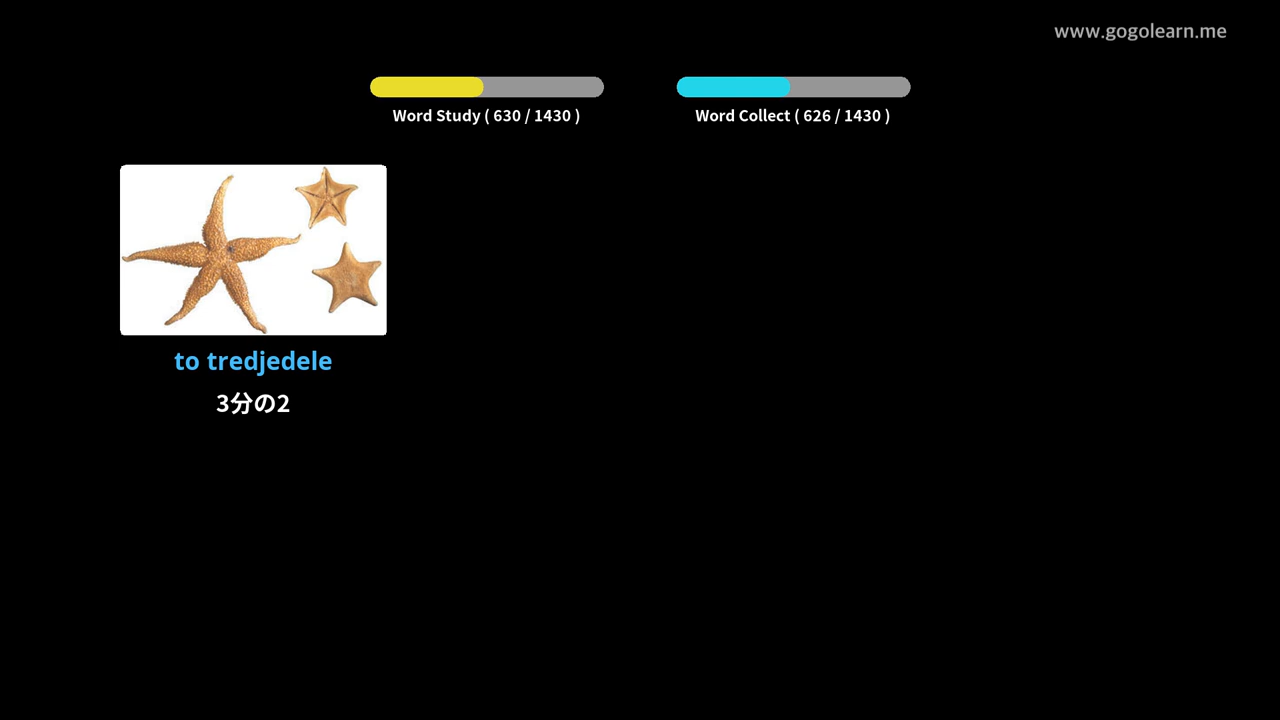 www.gogolearn.me
Word Study ( 630 / 1430 )
Word Collect ( 626 / 1430 )
to tredjedele
3分の2